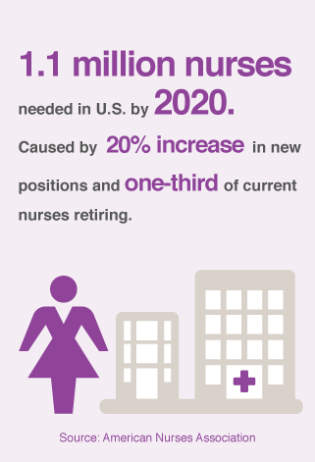 1.1 million nurses
needed in U.S. by 2020.
Caused by 20% increase in new
positions and one-third of current
nurses retiring.
Source: American Nurses Association